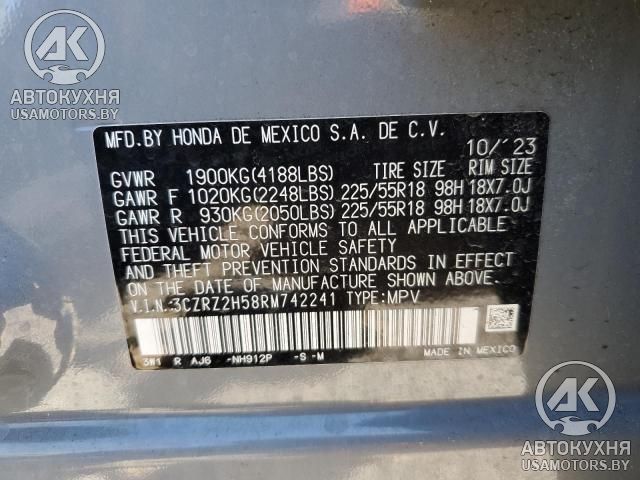 AK
АВТОКУХНЯ
USAMOTORS.BY
MFD.BY HONDA DE MEXICO S.A. DE C.V.
10/'23
GVWR 1900KG(4188LBS) TIRE SIZE RIM SIZE
GAWR F 1020KG(2248LBS) 225/55R18 98H 18X7.0J
GAWR R 930KG(2050LBS) 225/55R18 98H 18X7.0J
THIS VEHICLE CONFORMS TO ALL APPLICABLE
FEDERAL MOTOR VEHICLE SAFETY
AND THEFT PREVENTION STANDARDS IN EFFECT
ON THE DATE OF MANUFACTURE SHOWN ABOVE.
V.I.N.:3CZRZ2H58RM742241 TYPE:MPV
3W1 R AJ6 -NH912P -S -M MADE IN MEXICO
AK
АВТОКУХНЯ
USAMOTORS.BY